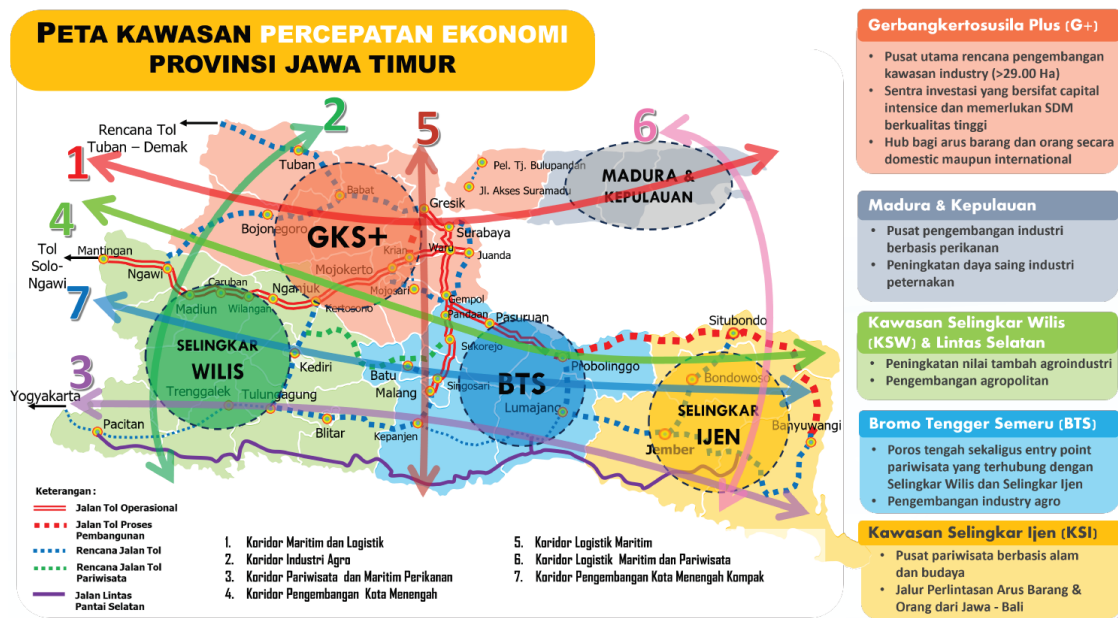 PETA KAWASAN PERCEPATAN EKONOMI
PROVINSI JAWA TIMUR
Rencana Tol
Tuban – Demak
1
2
5
6
4
7
3
Tuban
Babat
Pel. Tj. Bulupandan
Jl. Akses Suramadu
MADURA &
KEPULAUAN
Gresik
Bojonegoro
GKS+
Surabaya
Krian
Waru
Juanda
Tol
Solo-
Ngawi
Mantingan
Ngawi
Mojokerto
Mojosari
Caruban
Nganjuk
Madiun
Wilangan
Kertosono
Gempol
Pandaan
Pasuruan
Situbondo
SELINGKAR
WILIS
Sukorejo
Kediri
Probolinggo
Batu
Singosari
BTS
Bondowoso
Malang
Trenggalek
Tulungagung
Lumajang
SELINGKAR
IJEN
Yogyakarta
Pacitan
Blitar
Kepanjen
Jember
Banyuwangi
Keterangan :
Jalan Tol Operasional
Jalan Tol Proses
Pembangunan
Rencana Jalan Tol
Rencana Jalan Tol
Pariwisata
Jalan Lintas
Pantai Selatan
1. Koridor Maritim dan Logistik
2. Koridor Industri Agro
3. Koridor Pariwisata dan Maritim Perikanan
4. Koridor Pengembangan Kota Menengah
5. Koridor Logistik Maritim
6. Koridor Logistik Maritim dan Pariwisata
7. Koridor Pengembangan Kota Menengah Kompak
Gerbangkertosusila Plus (G+)
• Pusat utama rencana pengembangan
kawasan industry (>29.00 Ha)
• Sentra investasi yang bersifat capital
intensice dan memerlukan SDM
berkualitas tinggi
• Hub bagi arus barang dan orang secara
domestic maupun international
Madura & Kepulauan
• Pusat pengembangan industri
berbasis perikanan
• Peningkatan daya saing industri
peternakan
Kawasan Selingkar Wilis
(KSW) & Lintas Selatan
• Peningkatan nilai tambah agroindustri
• Pengembangan agropolitan
Bromo Tengger Semeru (BTS)
• Poros tengah sekaligus entry point
pariwisata yang terhubung dengan
Selingkar Wilis dan Selingkar Ijen
• Pengembangan industry agro
Kawasan Selingkar Ijen (KSI)
• Pusat pariwisata berbasis alam
dan budaya
• Jalur Perlintasan Arus Barang &
Orang dari Jawa - Bali